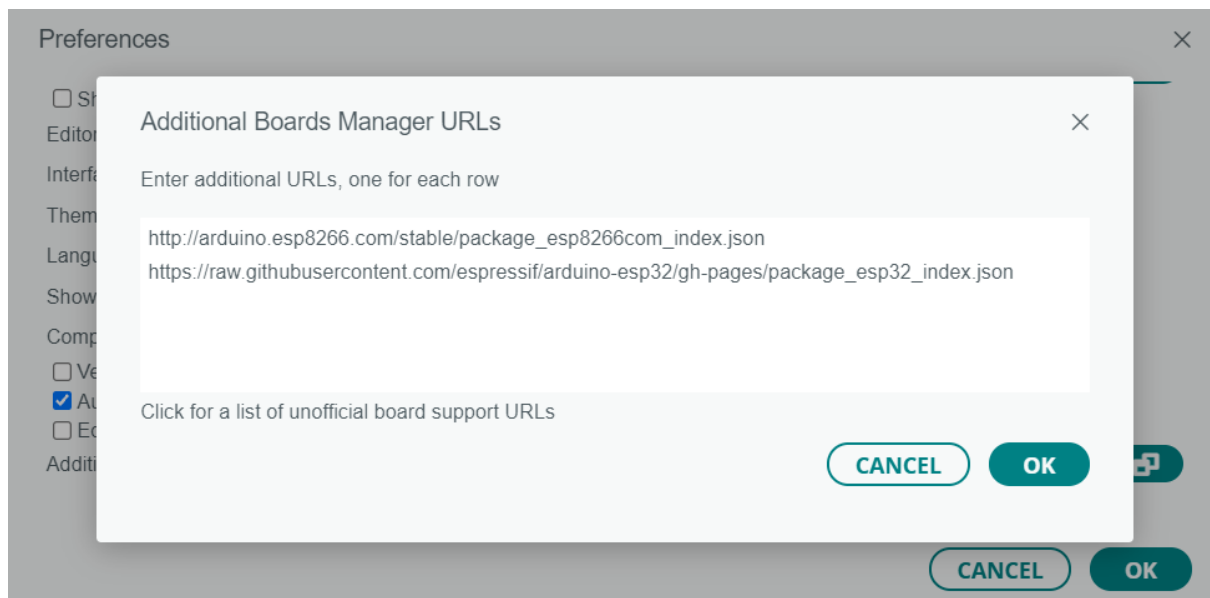 Preferences
Additional Boards Manager URLs
Enter additional URLs, one for each row
http://arduino.esp8266.com/stable/package_esp8266com_index.json
https://raw.githubusercontent.com/espressif/arduino-esp32/gh-pages/package_esp32_index.json
Click for a list of unofficial board support URLs
CANCEL OK
CANCEL OK